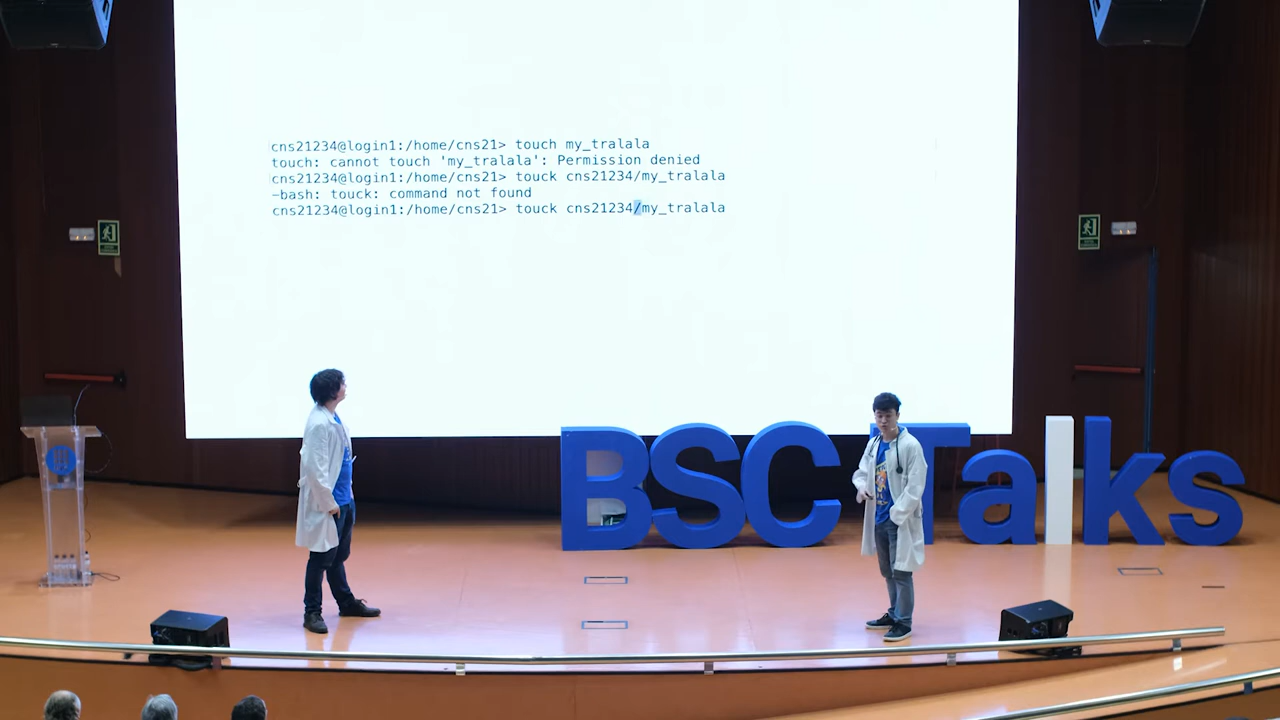 cns21234@login1:/home/cns21> touch my_tralala
touch: cannot touch 'my_tralala': Permission denied
cns21234@login1:/home/cns21> touck cns21234/my_tralala
-bash: touck: command not found
cns21234@login1:/home/cns21> touck cns21234/my_tralala
BSC Talks